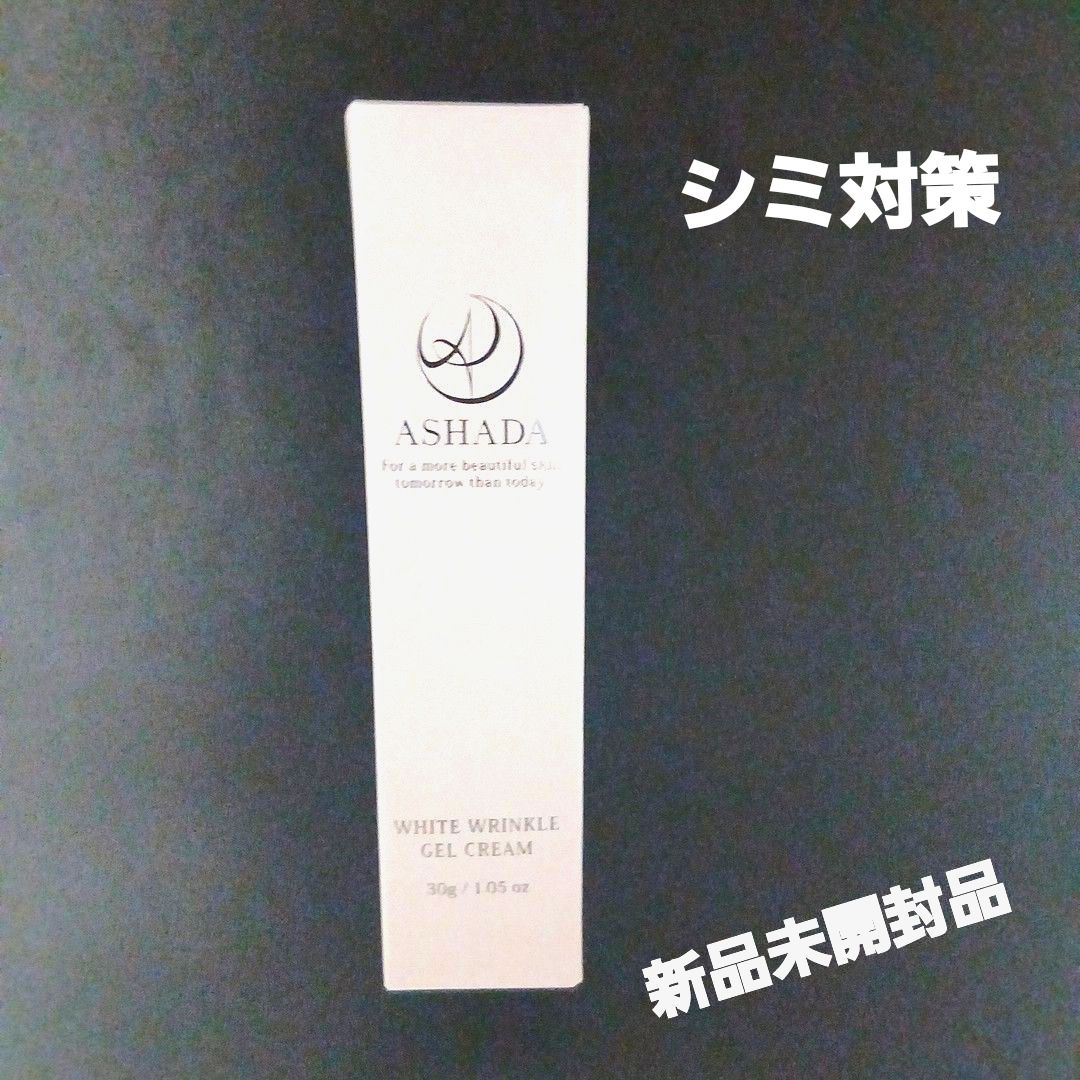 シミ対策
ASHADA
For a more beautiful skin
tomorrow than today
WHITE WRINKLE
GEL CREAM
30g / 1.05 oz
新品未開封品